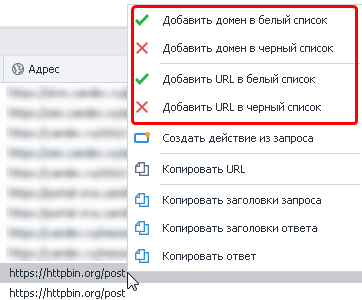 Добавить домен в белый список
Добавить домен в черный список
Адрес
Добавить URL в белый список
Добавить URL в черный список
Создать действие из запроса
Копировать URL
Копировать заголовки запроса
Копировать заголовки ответа
Копировать ответ
https://httpbin.org/post
https://httpbin.org/post